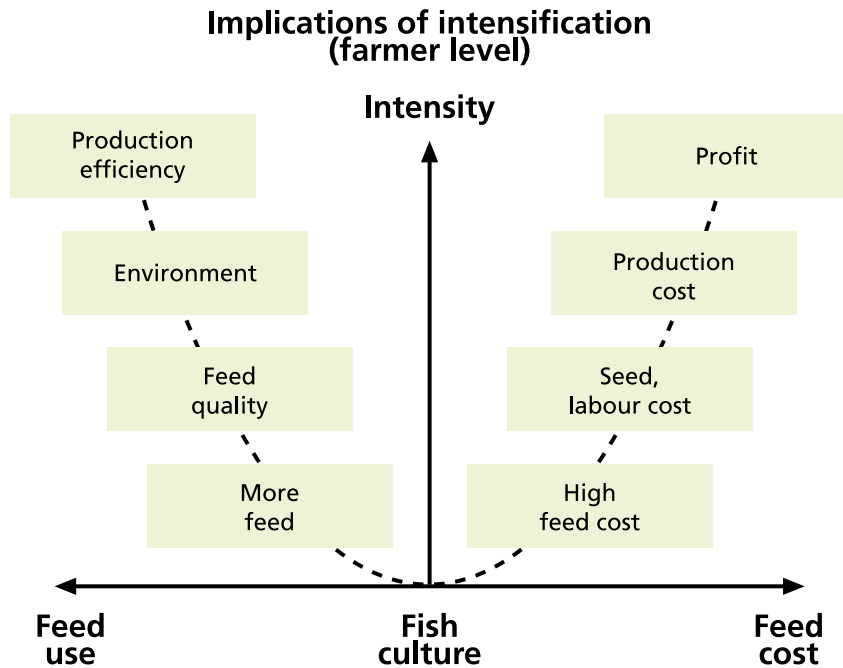 Implications of intensification
(farmer level)
Intensity
Production
efficiency
Profit
Environment
Production
cost
Feed
quality
Seed,
labour cost
More
feed
High
feed cost
Feed
use
Fish
culture
Feed
cost